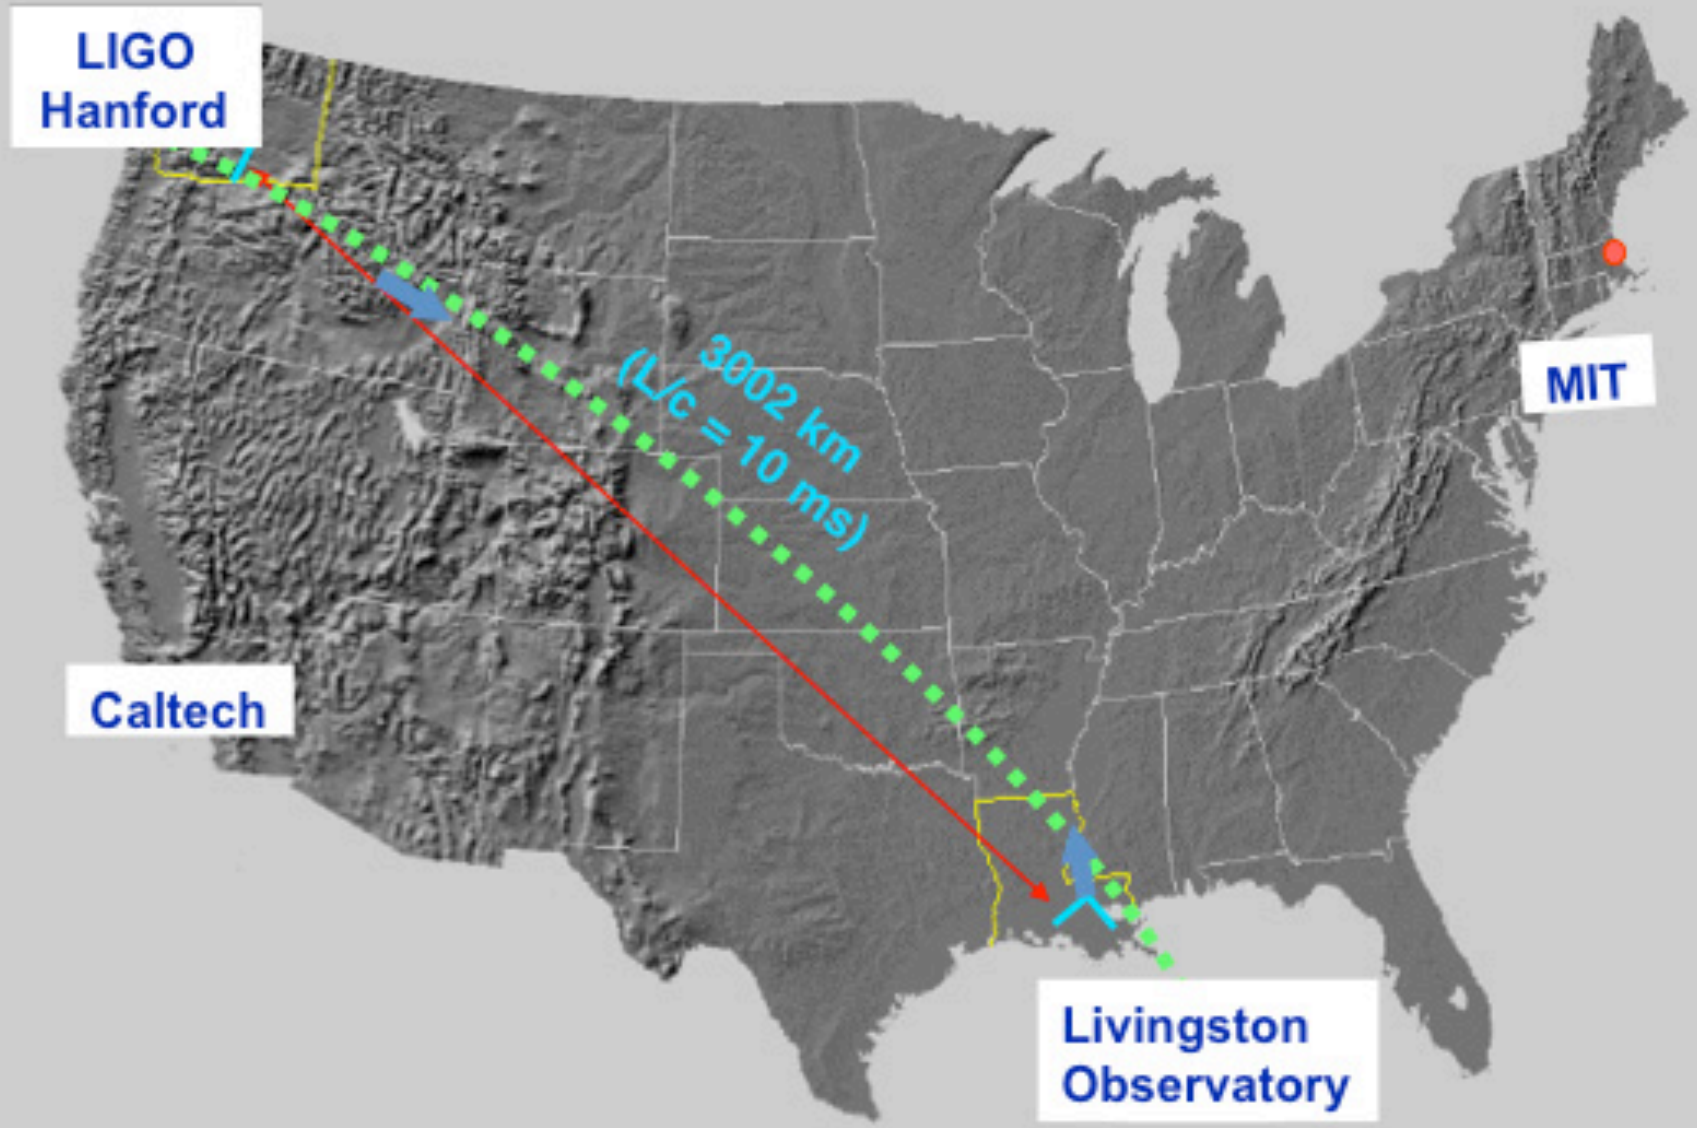 LIGO
Hanford
3002 km
(L/c = 10 ms)
MIT
Caltech
Livingston
Observatory